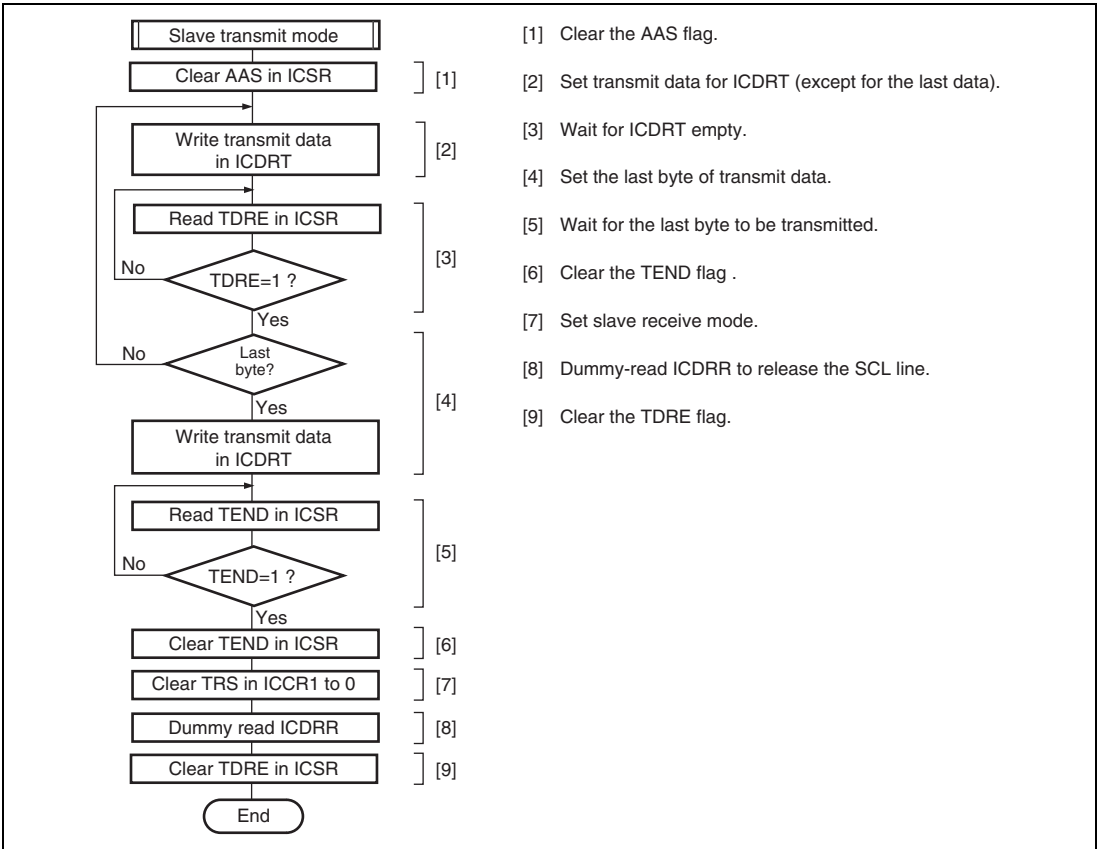 Slave transmit mode
Clear AAS in ICSR
[1]
Write transmit data
in ICDRT
[2]
Read TDRE in ICSR
No
TDRE=1 ?
[3]
Yes
No
Last
byte?
Yes
[4]
Write transmit data
in ICDRT
Read TEND in ICSR
No
TEND=1 ?
[5]
Yes
Clear TEND in ICSR
[6]
Clear TRS in ICCR1 to 0
[7]
Dummy read ICDRR
[8]
Clear TDRE in ICSR
[9]
End
[1] Clear the AAS flag.
[2] Set transmit data for ICDRT (except for the last data).
[3] Wait for ICDRT empty.
[4] Set the last byte of transmit data.
[5] Wait for the last byte to be transmitted.
[6] Clear the TEND flag .
[7] Set slave receive mode.
[8] Dummy-read ICDRR to release the SCL line.
[9] Clear the TDRE flag.